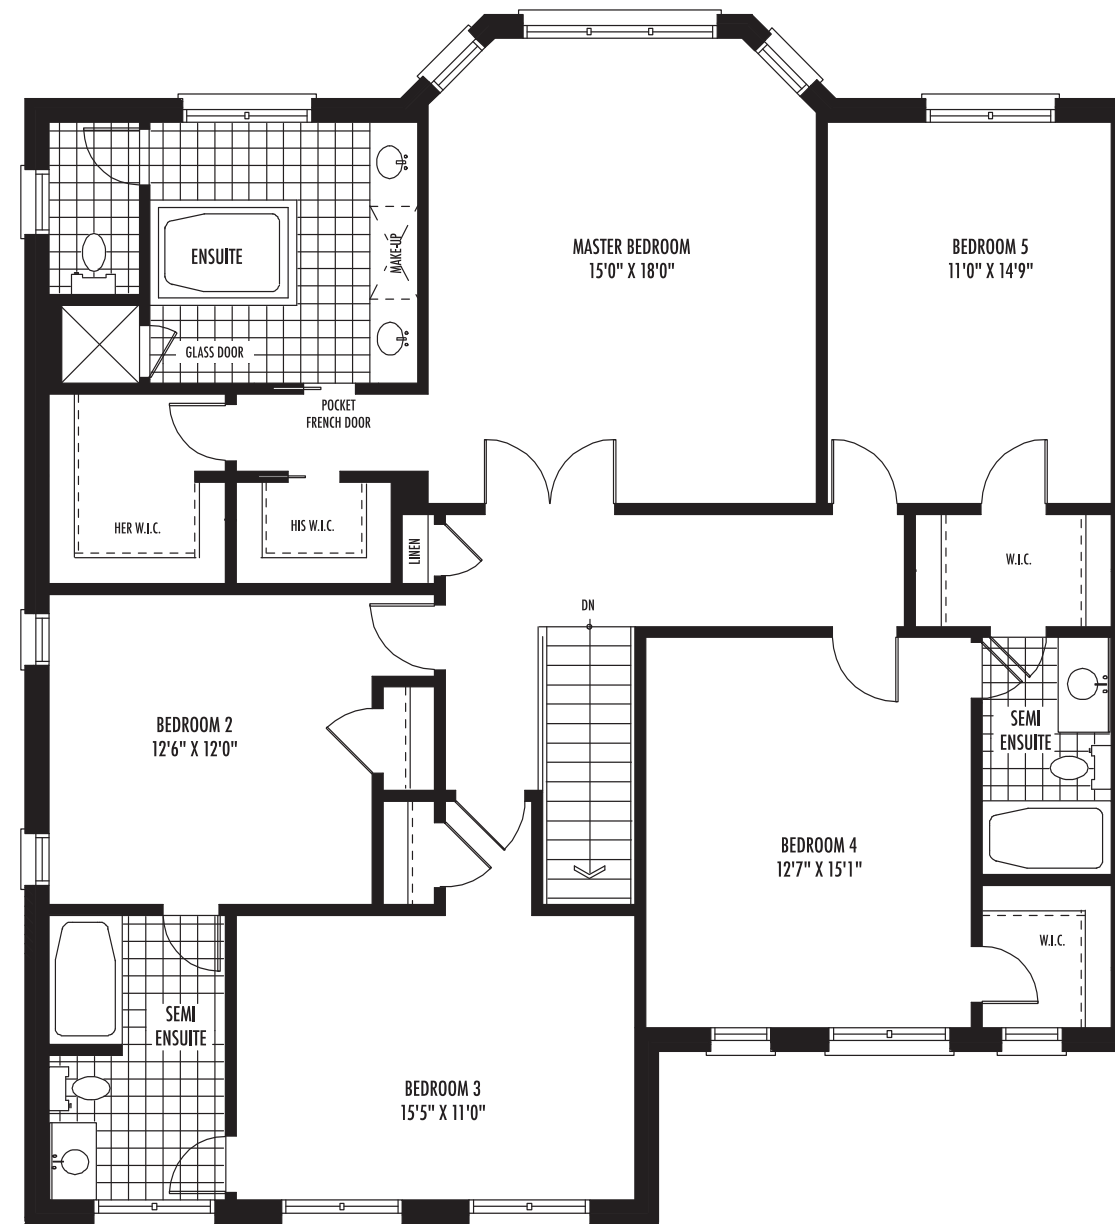 MASTER BEDROOM
15'0" X 18'0"
BEDROOM 5
11'0" X 14'9"
ENSUITE
MAKE-UP
GLASS DOOR
POCKET
FRENCH DOOR
HER W.I.C.
HIS W.I.C.
LINEN
W.I.C.
DN
BEDROOM 2
12'6" X 12'0"
SEMI
ENSUITE
BEDROOM 4
12'7" X 15'1"
W.I.C.
SEMI
ENSUITE
BEDROOM 3
15'5" X 11'0"